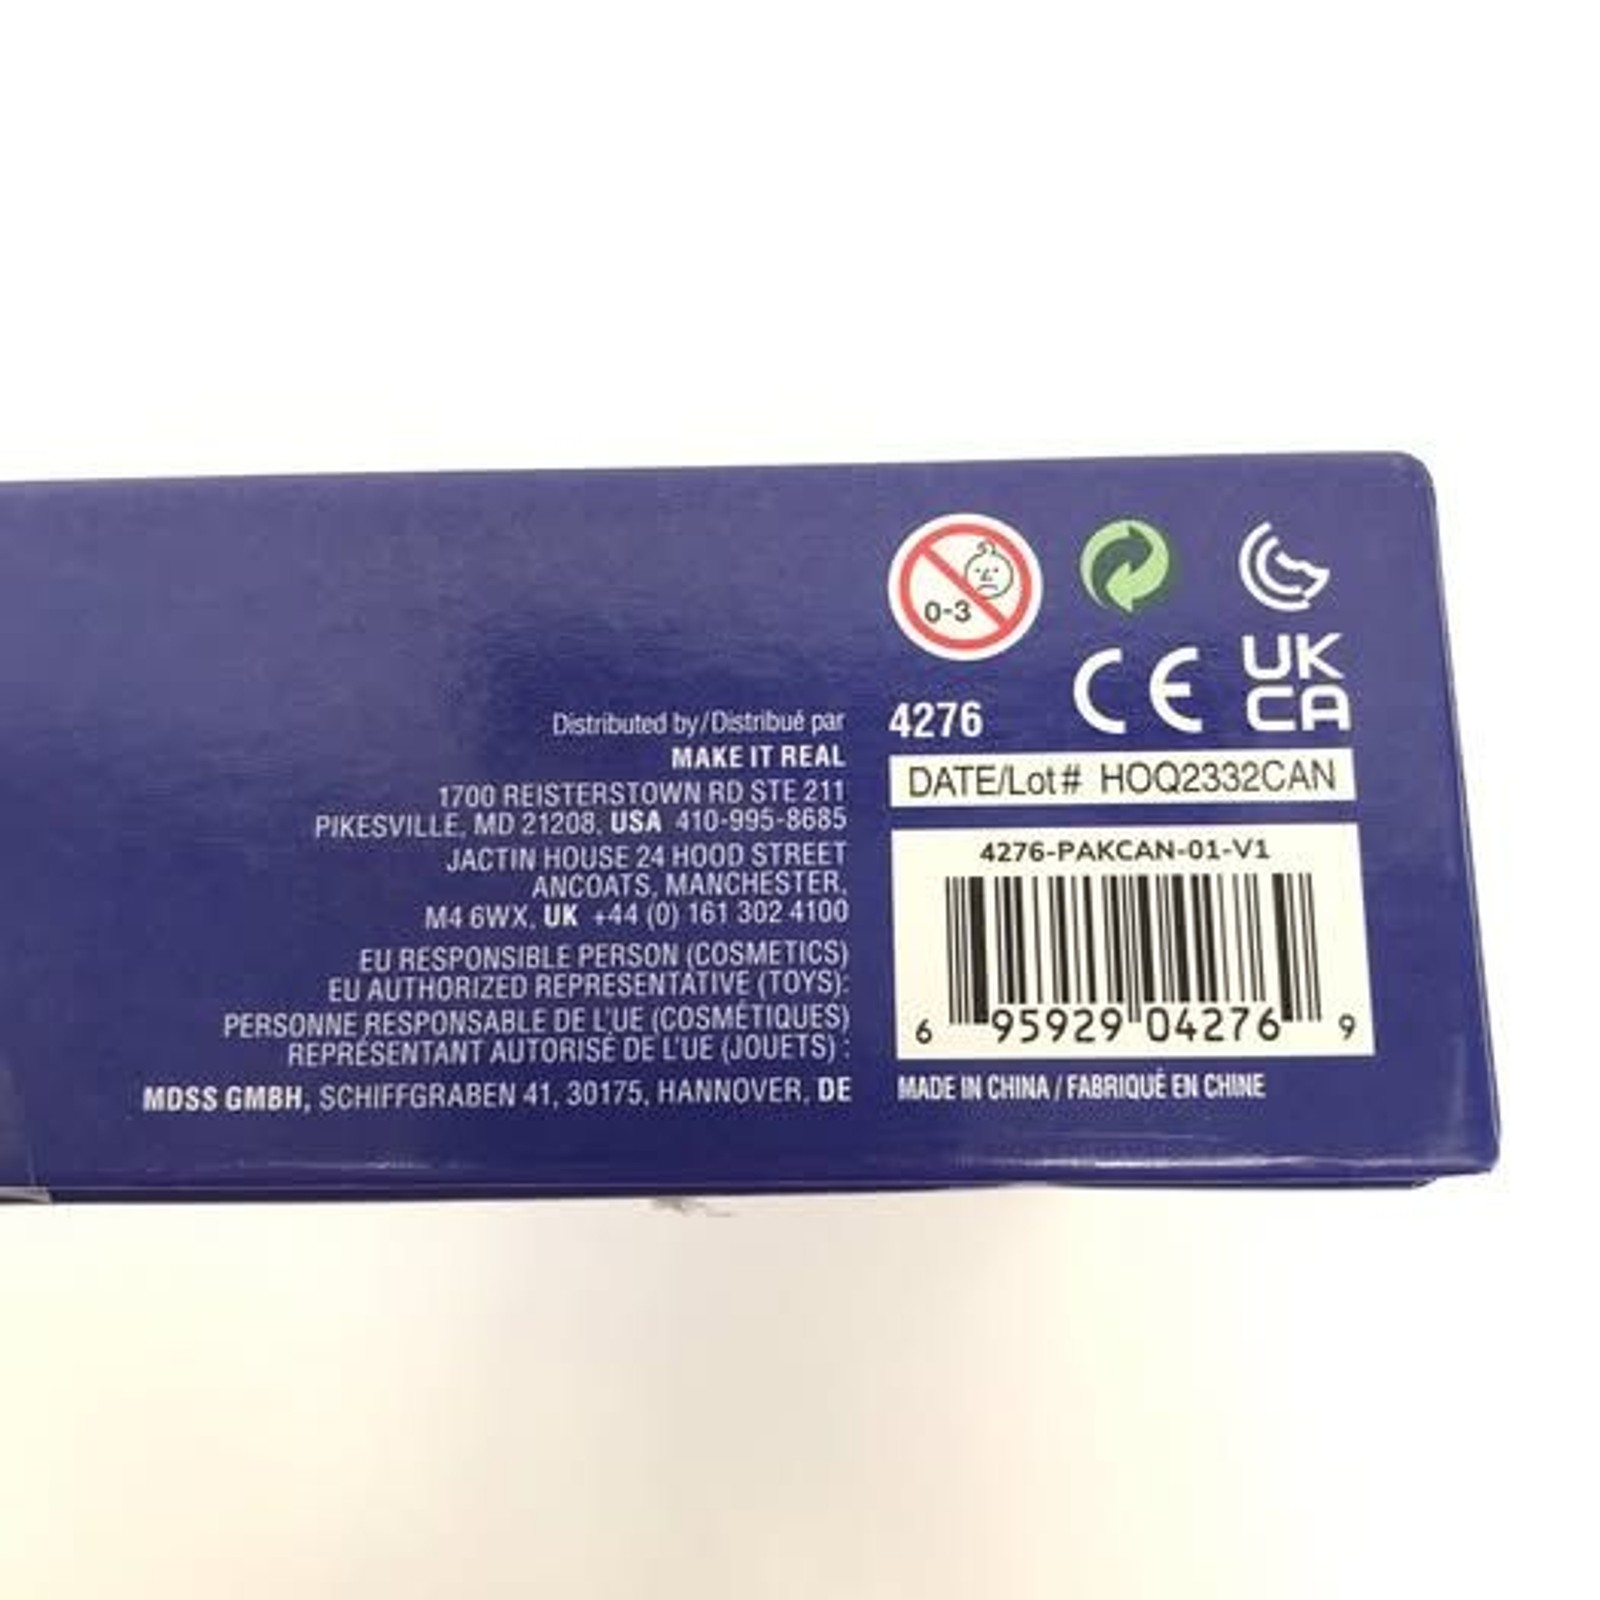 Distributed by/Distribué par
MAKE IT REAL
1700 REISTERSTOWN RD STE 211
PIKESVILLE, MD 21208, USA 410-995-8685
JACTIN HOUSE 24 HOOD STREET
ANCOATS, MANCHESTER,
M4 6WX, UK +44 (0) 161 302 4100
EU RESPONSIBLE PERSON (COSMETICS)
EU AUTHORIZED REPRESENTATIVE (TOYS):
PERSONNE RESPONSABLE DE L'UE (COSMÉTIQUES)
REPRÉSENTANT AUTORISÉ DE L'UE (JOUETS) :
MDSS GMBH, SCHIFFGRABEN 41, 30175, HANNOVER, DE
0-3
4276
CE
UK
CA
DATE/Lot# HOQ2332CAN
4276-PAKCAN-01-V1
6 95929 04276 9
MADE IN CHINA / FABRIQUÉ EN CHINE